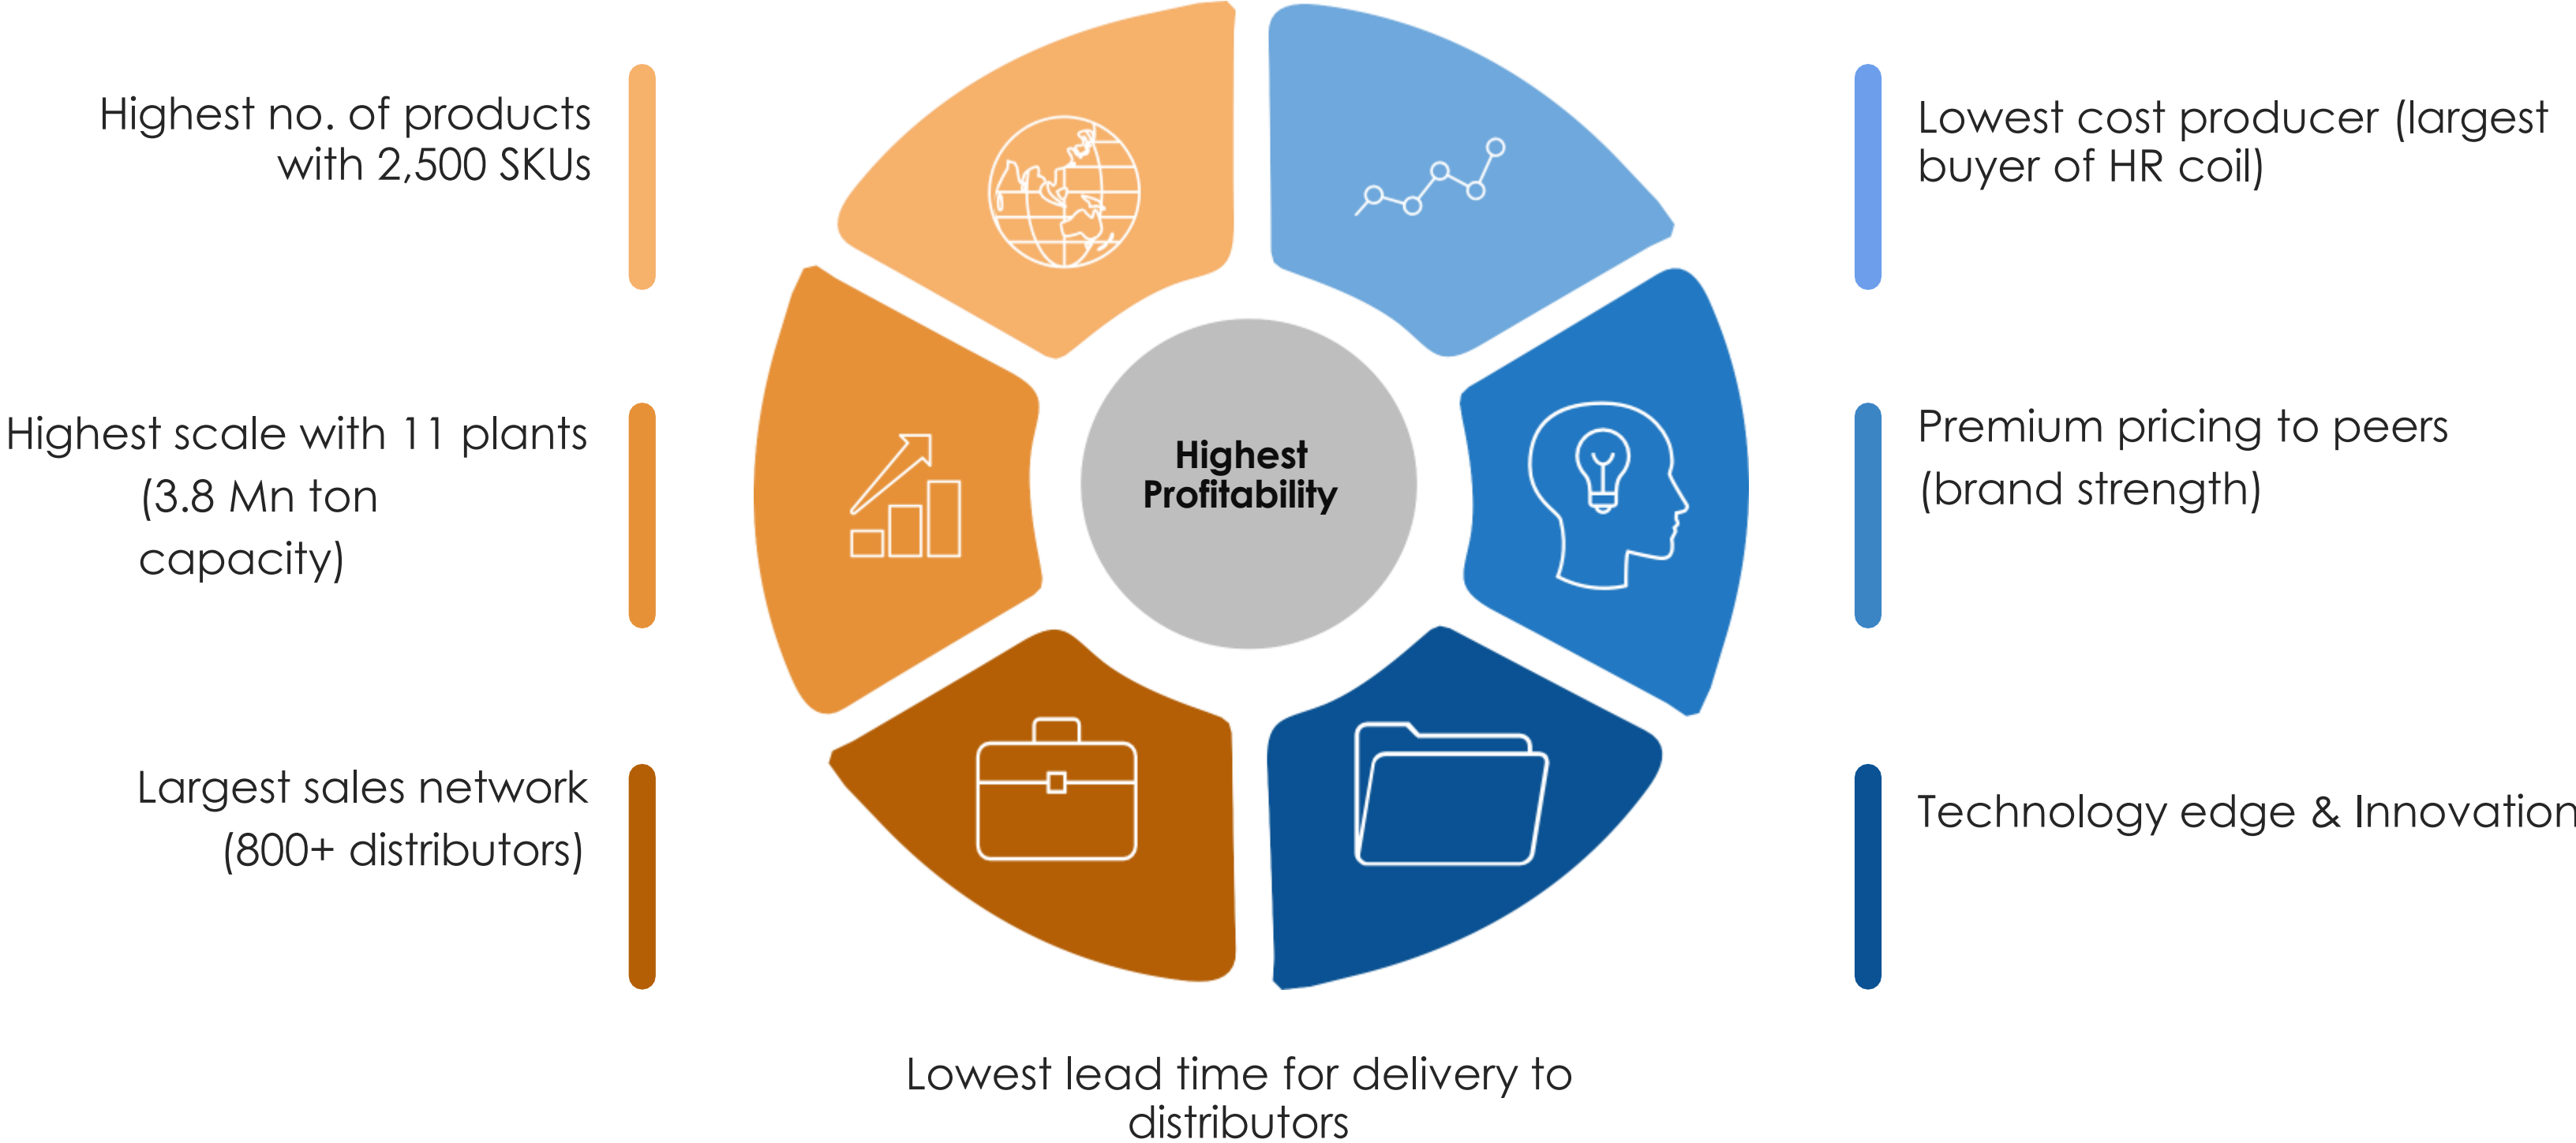 Highest no. of products
with 2,500 SKUs
Highest scale with 11 plants
(3.8 Mn ton
capacity)
Largest sales network
(800+ distributors)
Highest
Profitability
Lowest cost producer (largest
buyer of HR coil)
Premium pricing to peers
(brand strength)
Technology edge & Innovation
Lowest lead time for delivery to
distributors